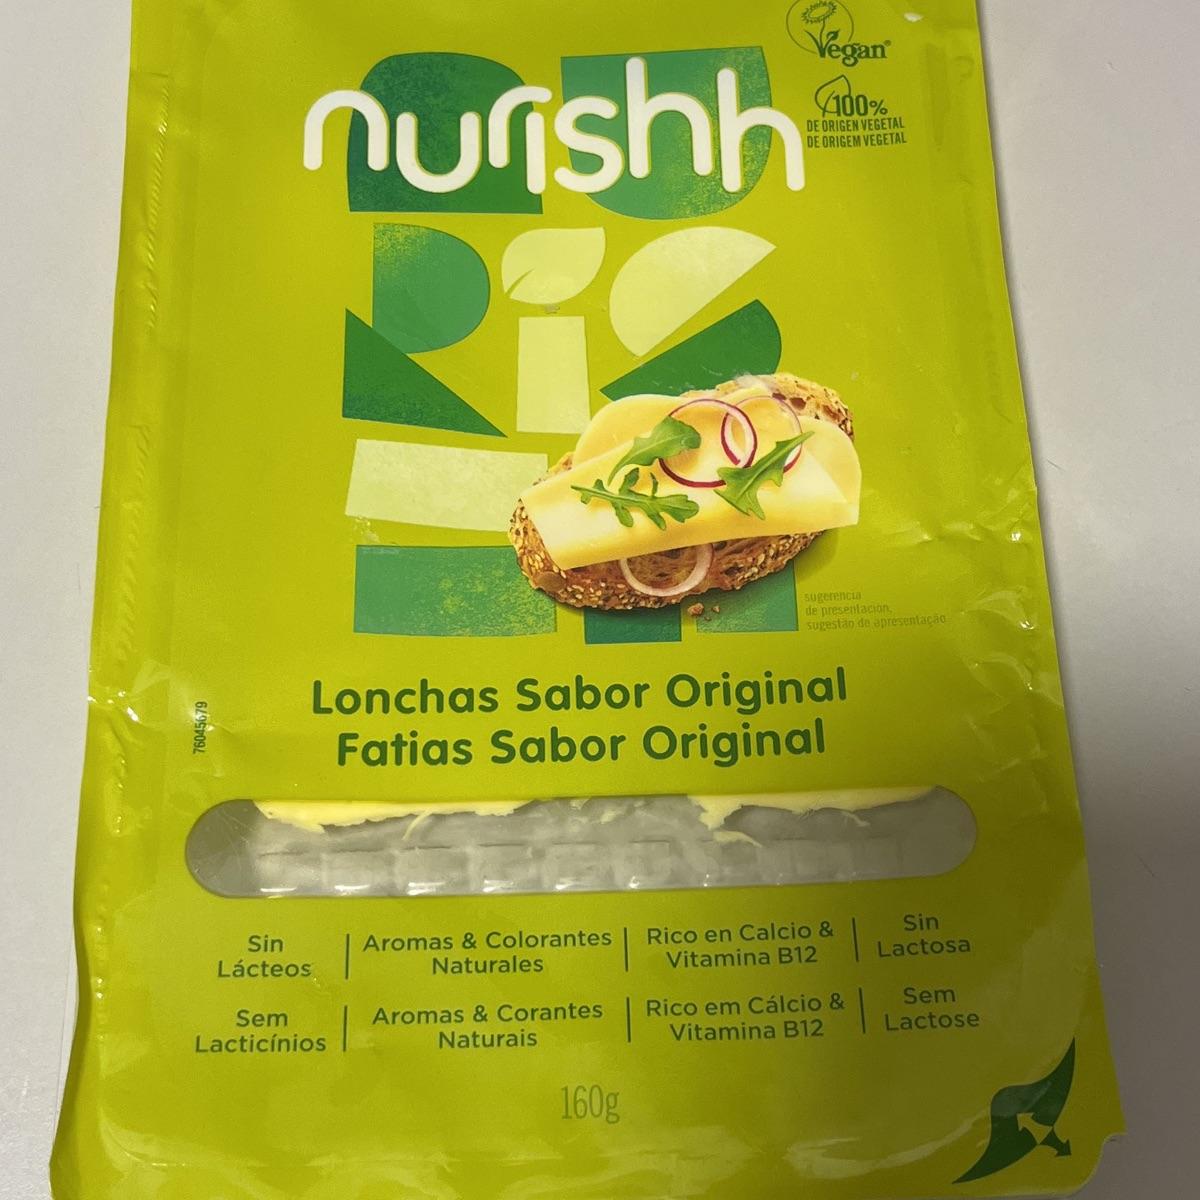 Vegan
nurishh
100%
DE ORIGEN VEGETAL
DE ORIGEM VEGETAL
sugerencia
de presentación,
sugestão de apresentação
Lonchas Sabor Original
Fatias Sabor Original
76045679
Sin
Lácteos
Aromas & Colorantes
Naturales
Rico en Calcio &
Vitamina B12
Sin
Lactosa
Sem
Lacticínios
Aromas & Corantes
Naturais
Rico em Cálcio &
Vitamina B12
Sem
Lactose
160g